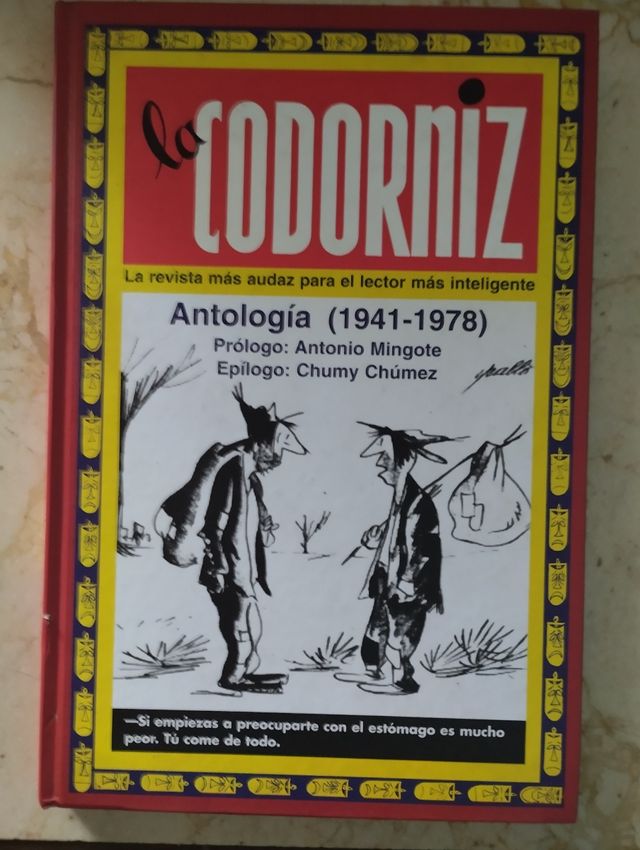 la CODORNIZ
La revista más audaz para el lector más inteligente
Antología (1941-1978)
Prólogo: Antonio Mingote
Epílogo: Chumy Chúmez
—Si empiezas a preocuparte con el estómago es mucho
peor. Tú come de todo.